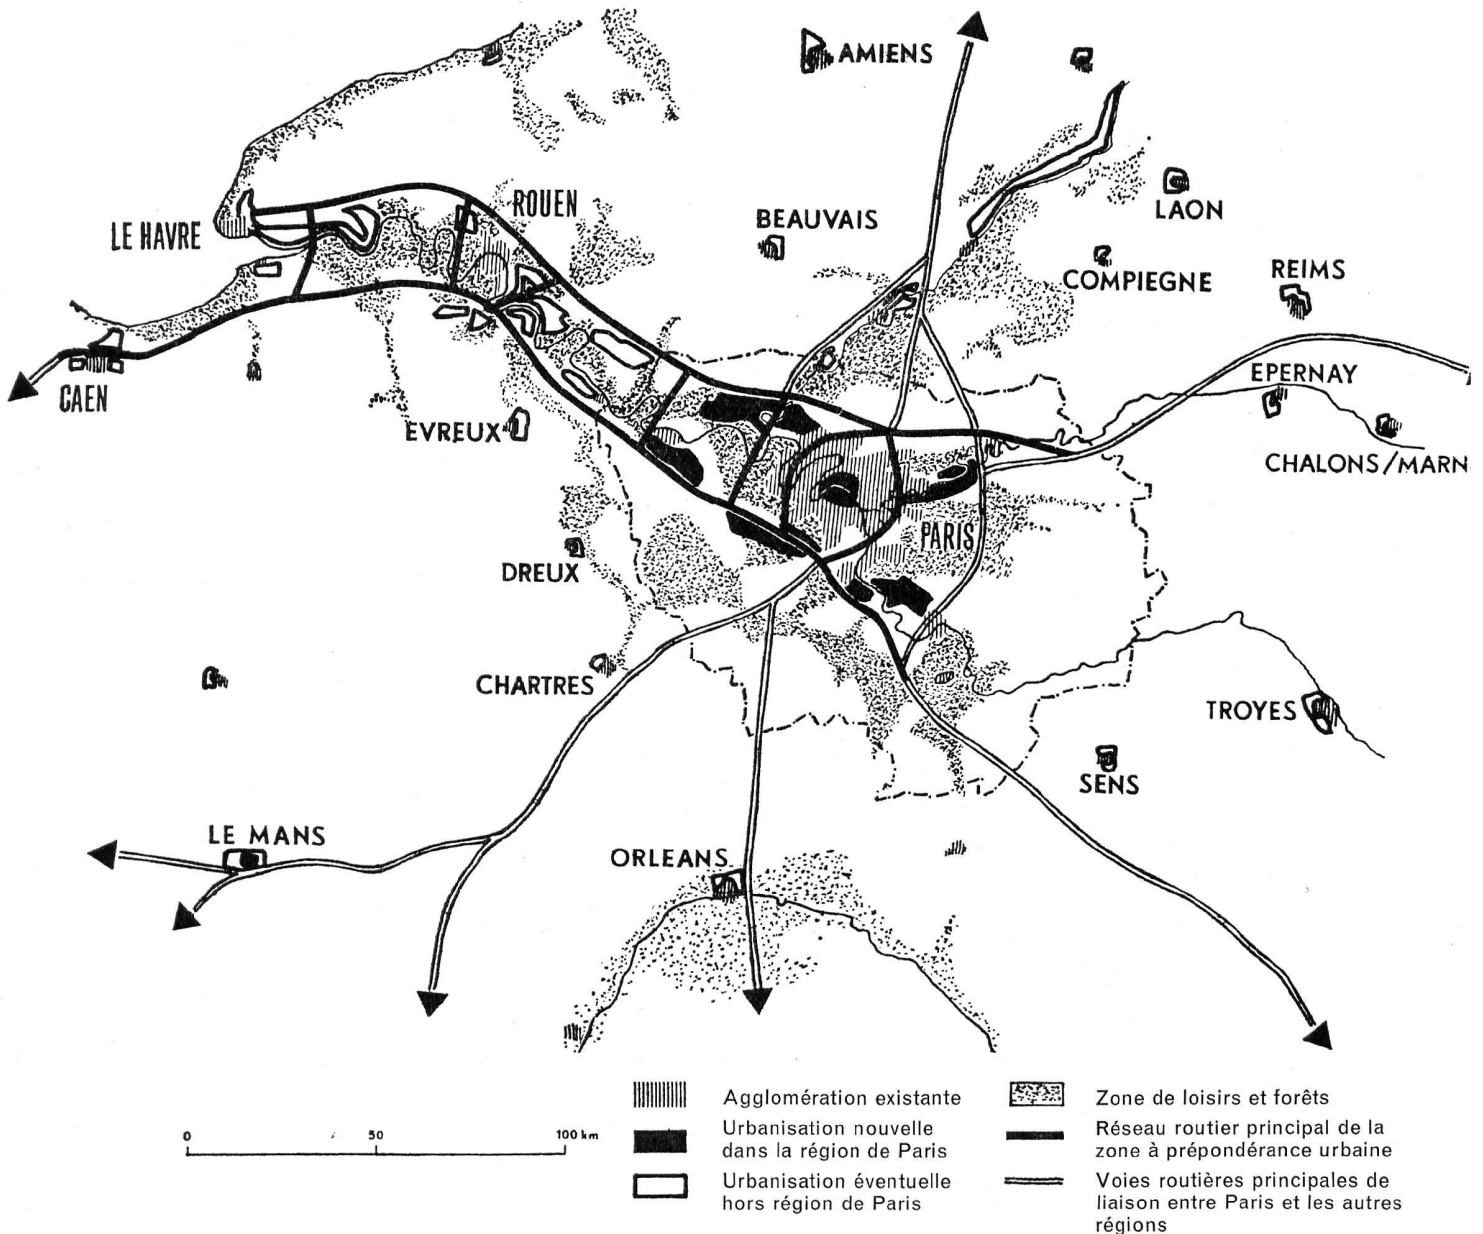 AMIENS
ROUEN
LAON
BEAUVAIS
LE HAVRE
COMPIEGNE
REIMS
EPERNAY
CAEN
EVREUX
CHALONS/MARN
PARIS
DREUX
CHARTRES
TROYES
SENS
LE MANS
ORLEANS
0 50 100 km
Agglomération existante
Urbanisation nouvelle
dans la région de Paris
Urbanisation éventuelle
hors région de Paris
Zone de loisirs et forêts
Réseau routier principal de la
zone à prépondérance urbaine
Voies routières principales de
liaison entre Paris et les autres
régions